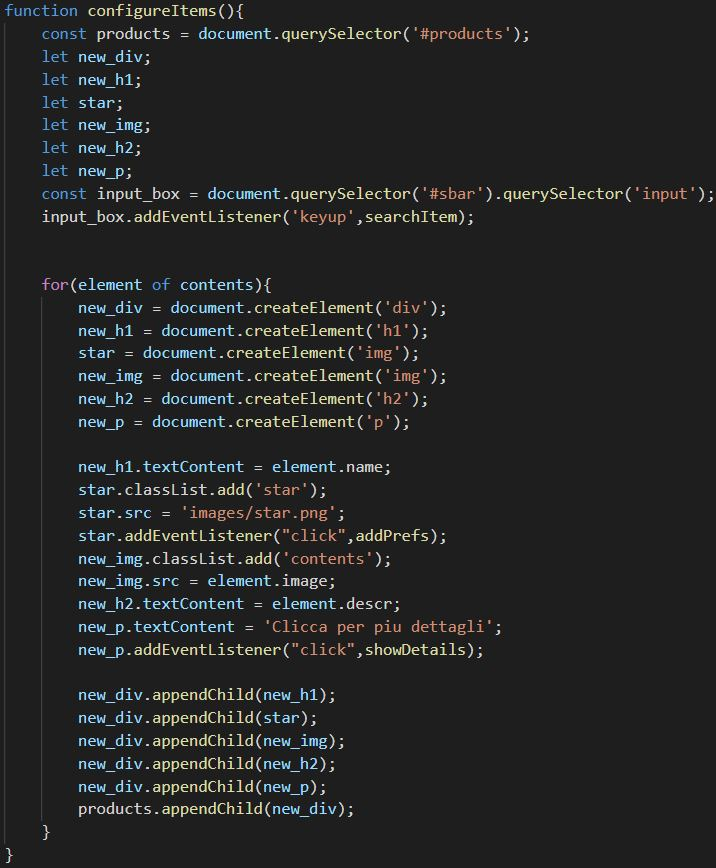 function configureItems(){
    const products = document.querySelector('#products');
    let new_div;
    let new_h1;
    let star;
    let new_img;
    let new_h2;
    let new_p;
    const input_box = document.querySelector('#sbar').querySelector('input');
    input_box.addEventListener('keyup',searchItem);

    for(element of contents){
        new_div = document.createElement('div');
        new_h1 = document.createElement('h1');
        star = document.createElement('img');
        new_img = document.createElement('img');
        new_h2 = document.createElement('h2');
        new_p = document.createElement('p');

        new_h1.textContent = element.name;
        star.classList.add('star');
        star.src = 'images/star.png';
        star.addEventListener("click",addPrefs);
        new_img.classList.add('contents');
        new_img.src = element.image;
        new_h2.textContent = element.descr;
        new_p.textContent = 'Clicca per piu dettagli';
        new_p.addEventListener("click",showDetails);

        new_div.appendChild(new_h1);
        new_div.appendChild(star);
        new_div.appendChild(new_img);
        new_div.appendChild(new_h2);
        new_div.appendChild(new_p);
        products.appendChild(new_div);
    }
}